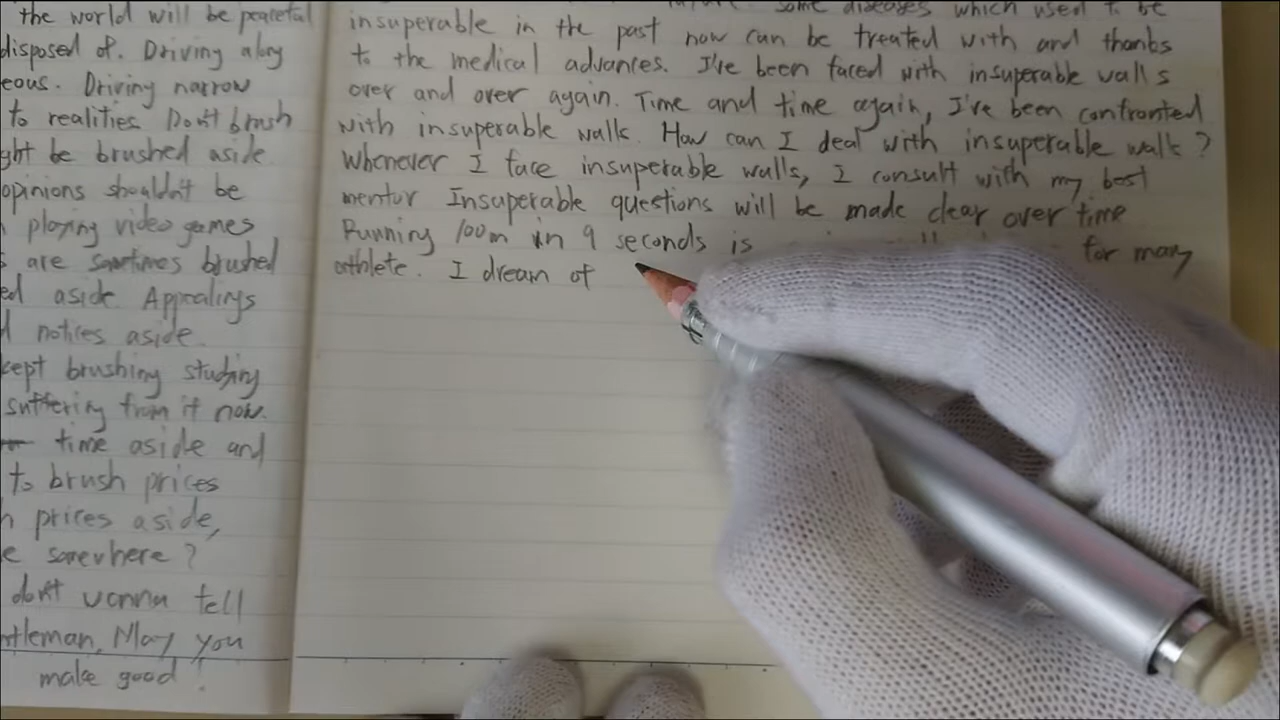 the world will be peaceful
disposed of. Driving along
eous. Driving narrow
to realities. Don't brush
ght be brushed aside
opinions shouldn't be
playing video games
s are sometimes brushed
ed aside Appealings
d notices aside.
kept brushing studying
suffering from it now.
time aside and
to brush prices
h prices aside,
e somewhere?
don't wanna tell
ntleman, May you
make good!
some diseases which used to be
insuperable in the past now can be treated with and thanks
to the medical advances. I've been faced with insuperable walls
over and over again. Time and time again, I've been confronted
with insuperable walls. How can I deal with insuperable walls?
Whenever I face insuperable walls, I consult with my best
mentor Insuperable questions will be made clear over time
Running 100m in 9 seconds is for many
athlete. I dream of